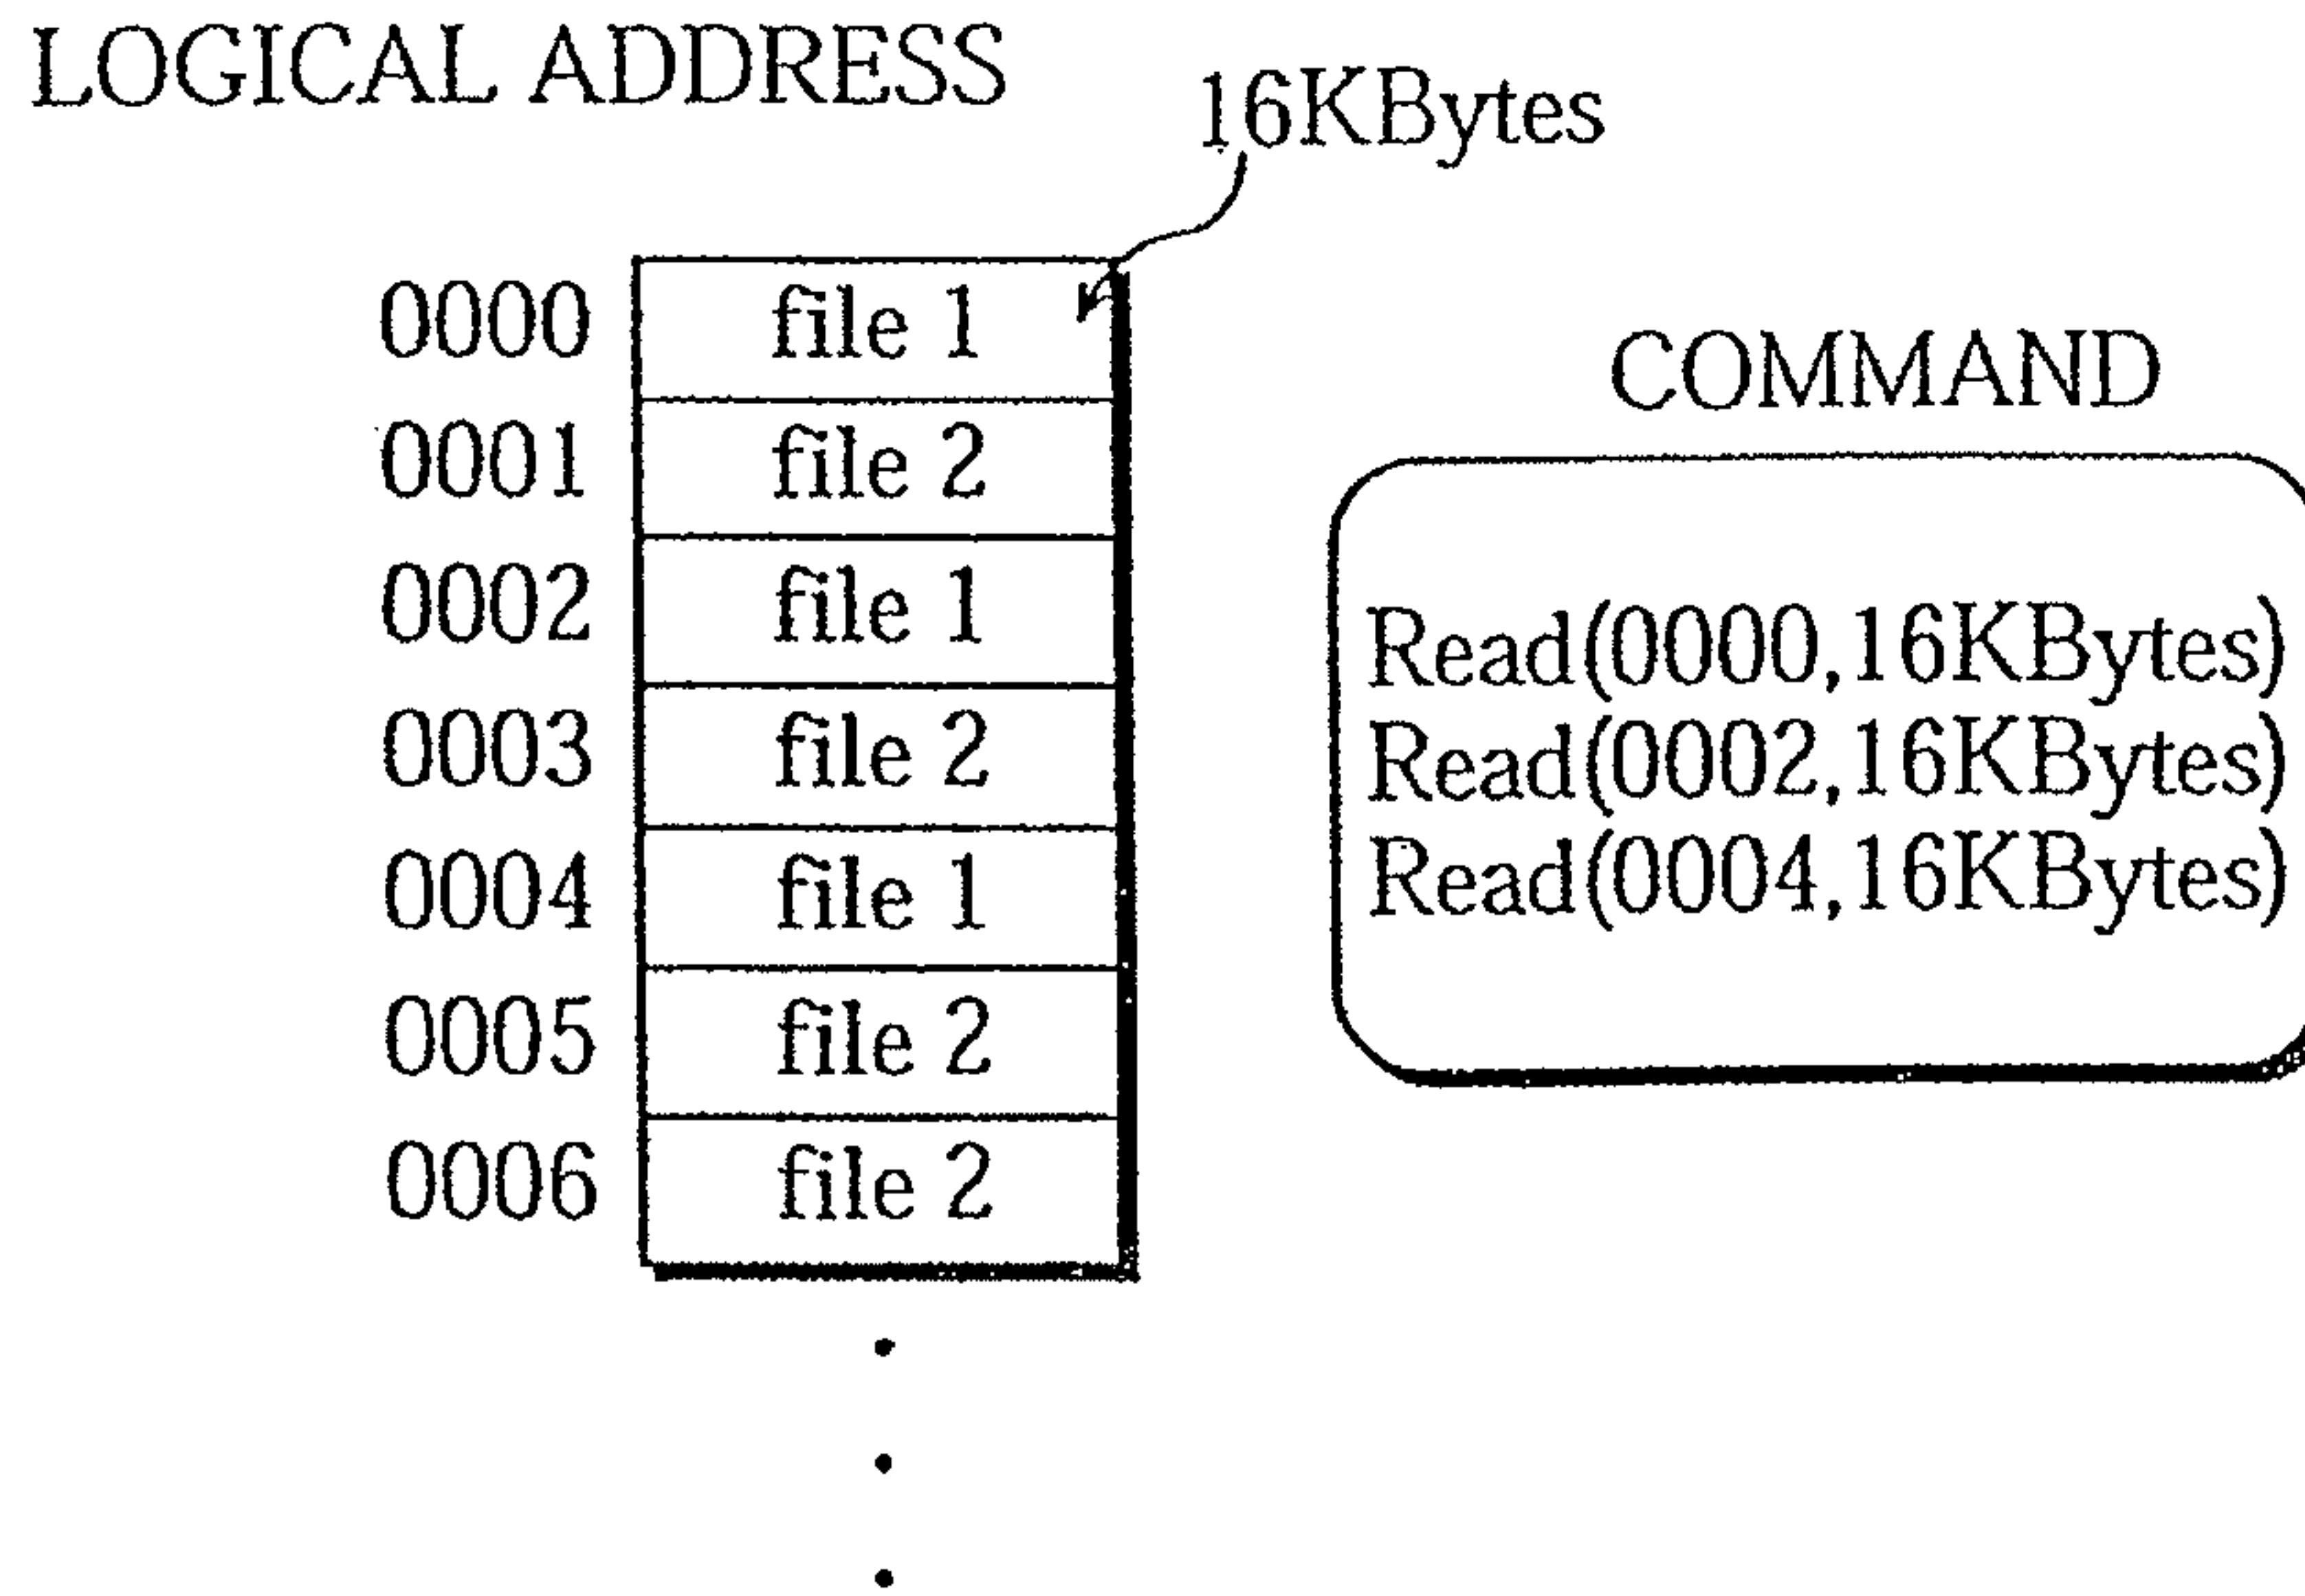 LOGICAL ADDRESS
16KBytes
0000 file 1
0001 file 2
0002 file 1
0003 file 2
0004 file 1
0005 file 2
0006 file 2
COMMAND
Read(0000,16KBytes)
Read(0002,16KBytes)
Read(0004,16KBytes)